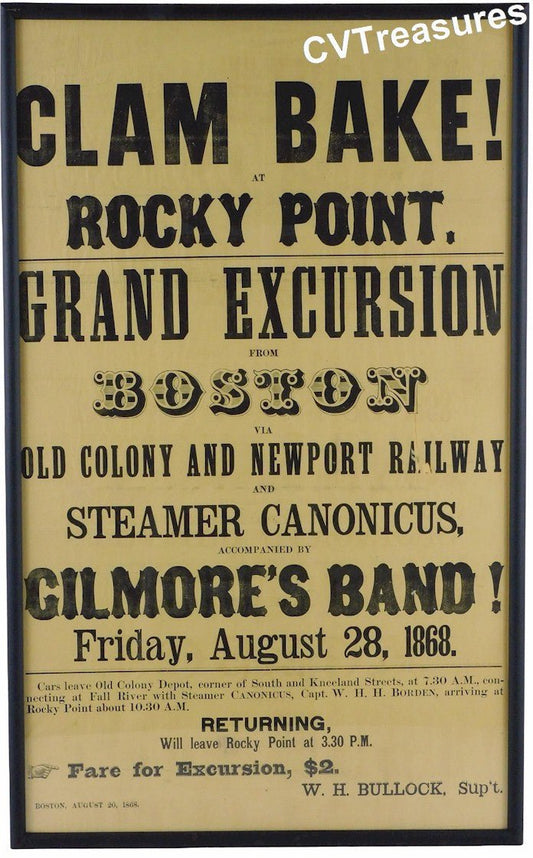 CVTreasures
CLAM BAKE!
AT
ROCKY POINT.
GRAND EXCURSION
FROM
BOSTON
VIA
OLD COLONY AND NEWPORT RAILWAY
AND
STEAMER CANONICUS,
ACCOMPANIED BY
GILMORE'S BAND!
Friday, August 28, 1868.
Cars leave Old Colony Depot, corner of South and Kneeland Streets, at 7.30 A.M., con-
necting at Fall River with Steamer CANONICUS, Capt. W. H. H. BORDEN, arriving at
Rocky Point about 10.30 A.M.
RETURNING,
Will leave Rocky Point at 3.30 P.M.
☞ Fare for Excursion, $2.
W. H. BULLOCK, Sup't.
BOSTON, AUGUST 20, 1868.